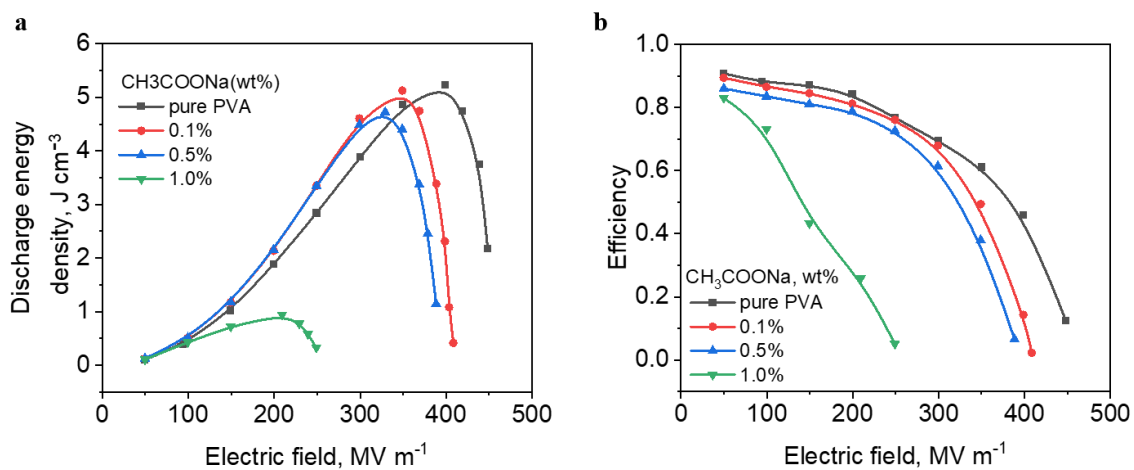 a
Discharge energy
density, J cm⁻³
6
5
4
3
2
1
0
CH3COONa(wt%)
pure PVA
0.1%
0.5%
1.0%
0 100 200 300 400 500
Electric field, MV m⁻¹
b
Efficiency
1.0
0.8
0.6
0.4
0.2
0.0
CH₃COONa, wt%
pure PVA
0.1%
0.5%
1.0%
0 100 200 300 400 500
Electric field, MV m⁻¹